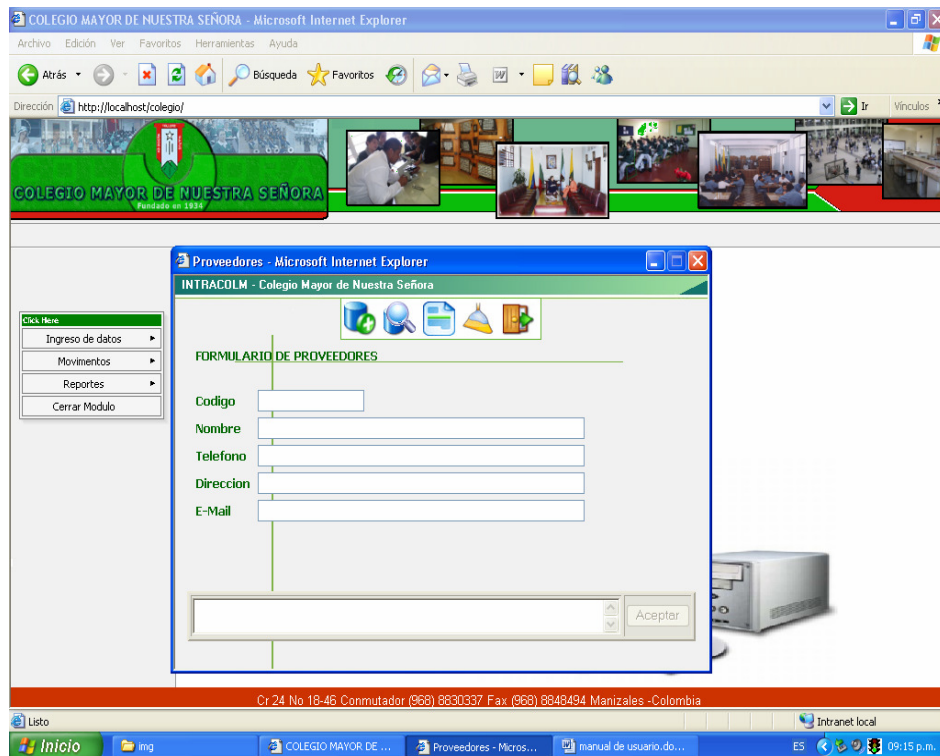 COLEGIO MAYOR DE NUESTRA SEÑORA - Microsoft Internet Explorer
Archivo Edición Ver Favoritos Herramientas Ayuda
Atrás Búsqueda Favoritos
Dirección http://localhost/colegio/ Ir Vínculos
COLEGIO MAYOR DE NUESTRA SEÑORA
Fundado en 1934
Proveedores - Microsoft Internet Explorer
INTRACOLM - Colegio Mayor de Nuestra Señora
Click Here
Ingreso de datos
Movimentos
Reportes
Cerrar Modulo
FORMULARIO DE PROVEEDORES
Codigo
Nombre
Telefono
Direccion
E-Mail
Aceptar
Cr 24 No 18-46 Conmutador (968) 8830337 Fax (968) 8848494 Manizales -Colombia
Listo Intranet local
Inicio img COLEGIO MAYOR DE ... Proveedores - Micros... manual de usuario.do... ES 09:15 p.m.